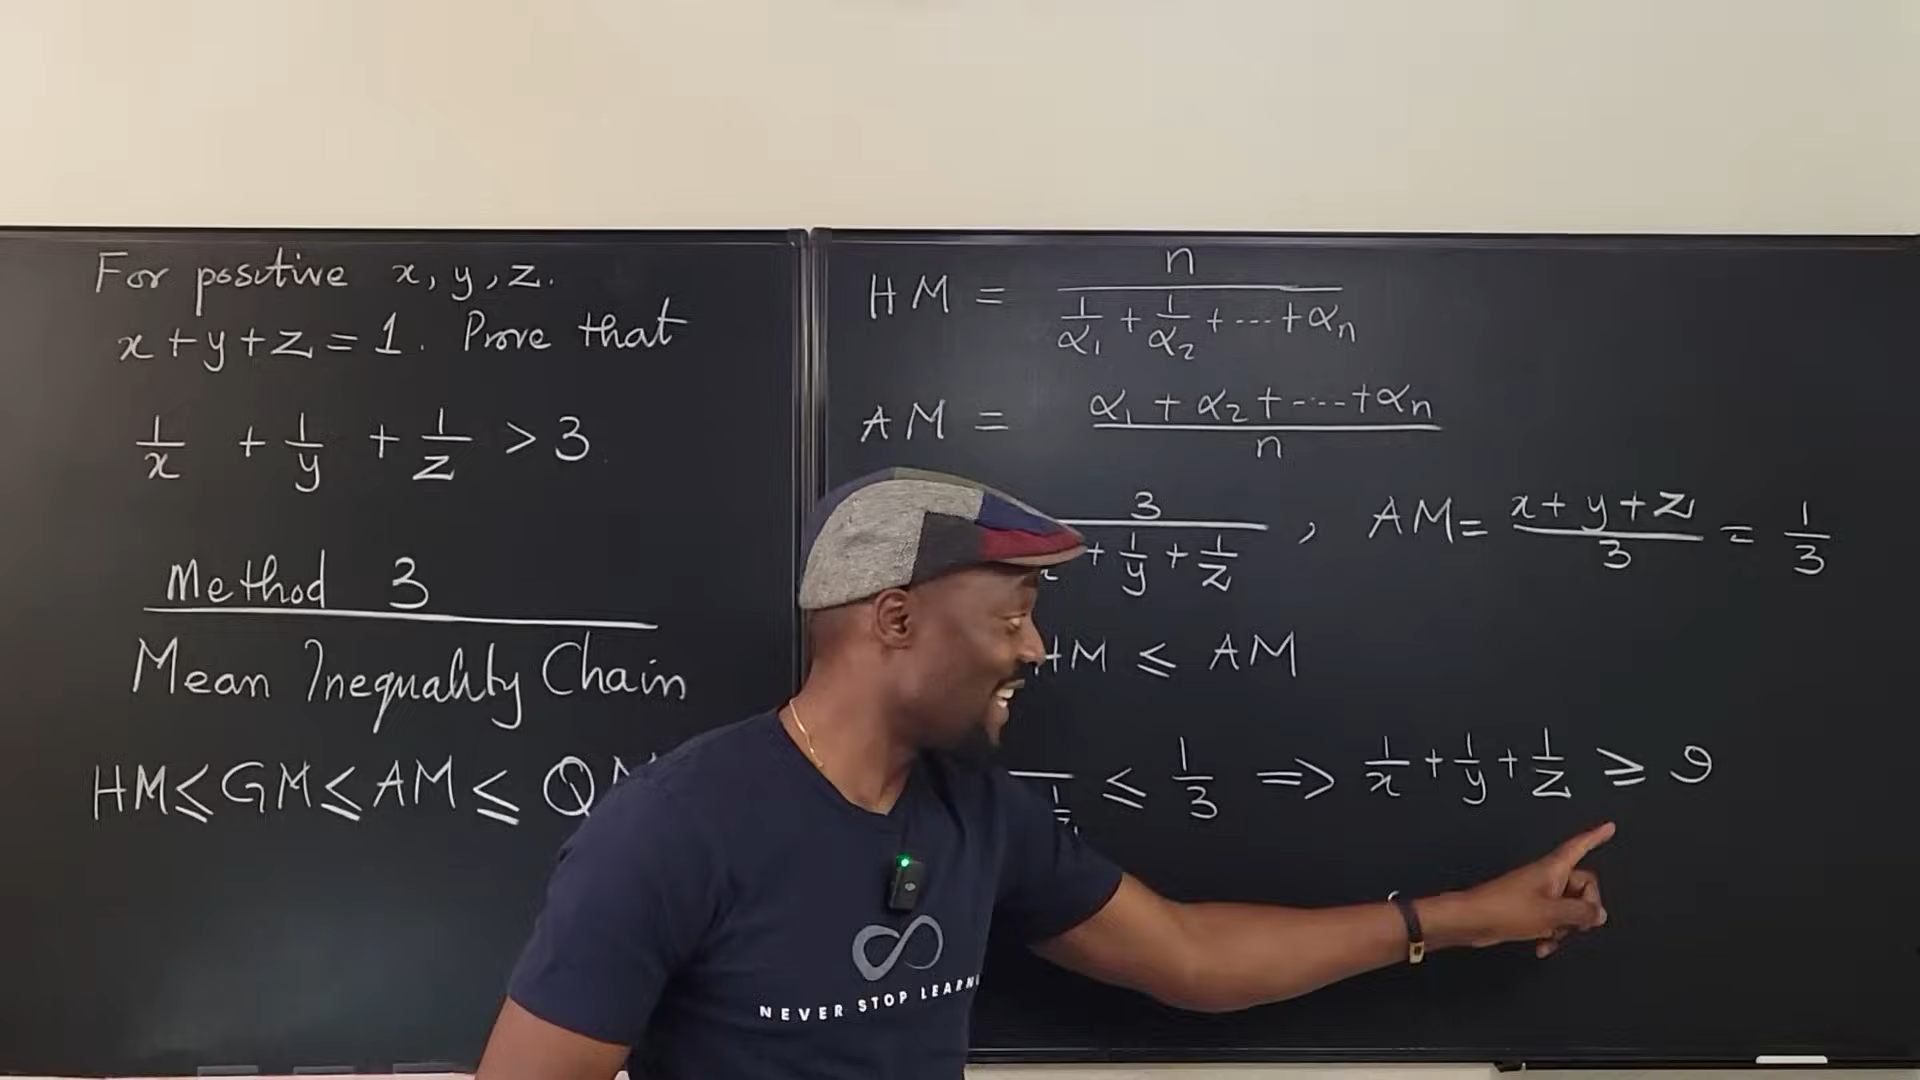 For positive x, y, z.
x + y + z = 1. Prove that
1/x + 1/y + 1/z > 3
Method 3
Mean Inequality Chain
HM ≤ GM ≤ AM ≤ Q
HM = n / (1/α₁ + 1/α₂ + ... + αₙ)
AM = (α₁ + α₂ + .... + αₙ) / n
3 / ( + 1/y + 1/z) , AM = (x + y + z) / 3 = 1/3
HM ≤ AM
≤ 1/3 ⇒ 1/x + 1/y + 1/z ≥ 9
NEVER STOP